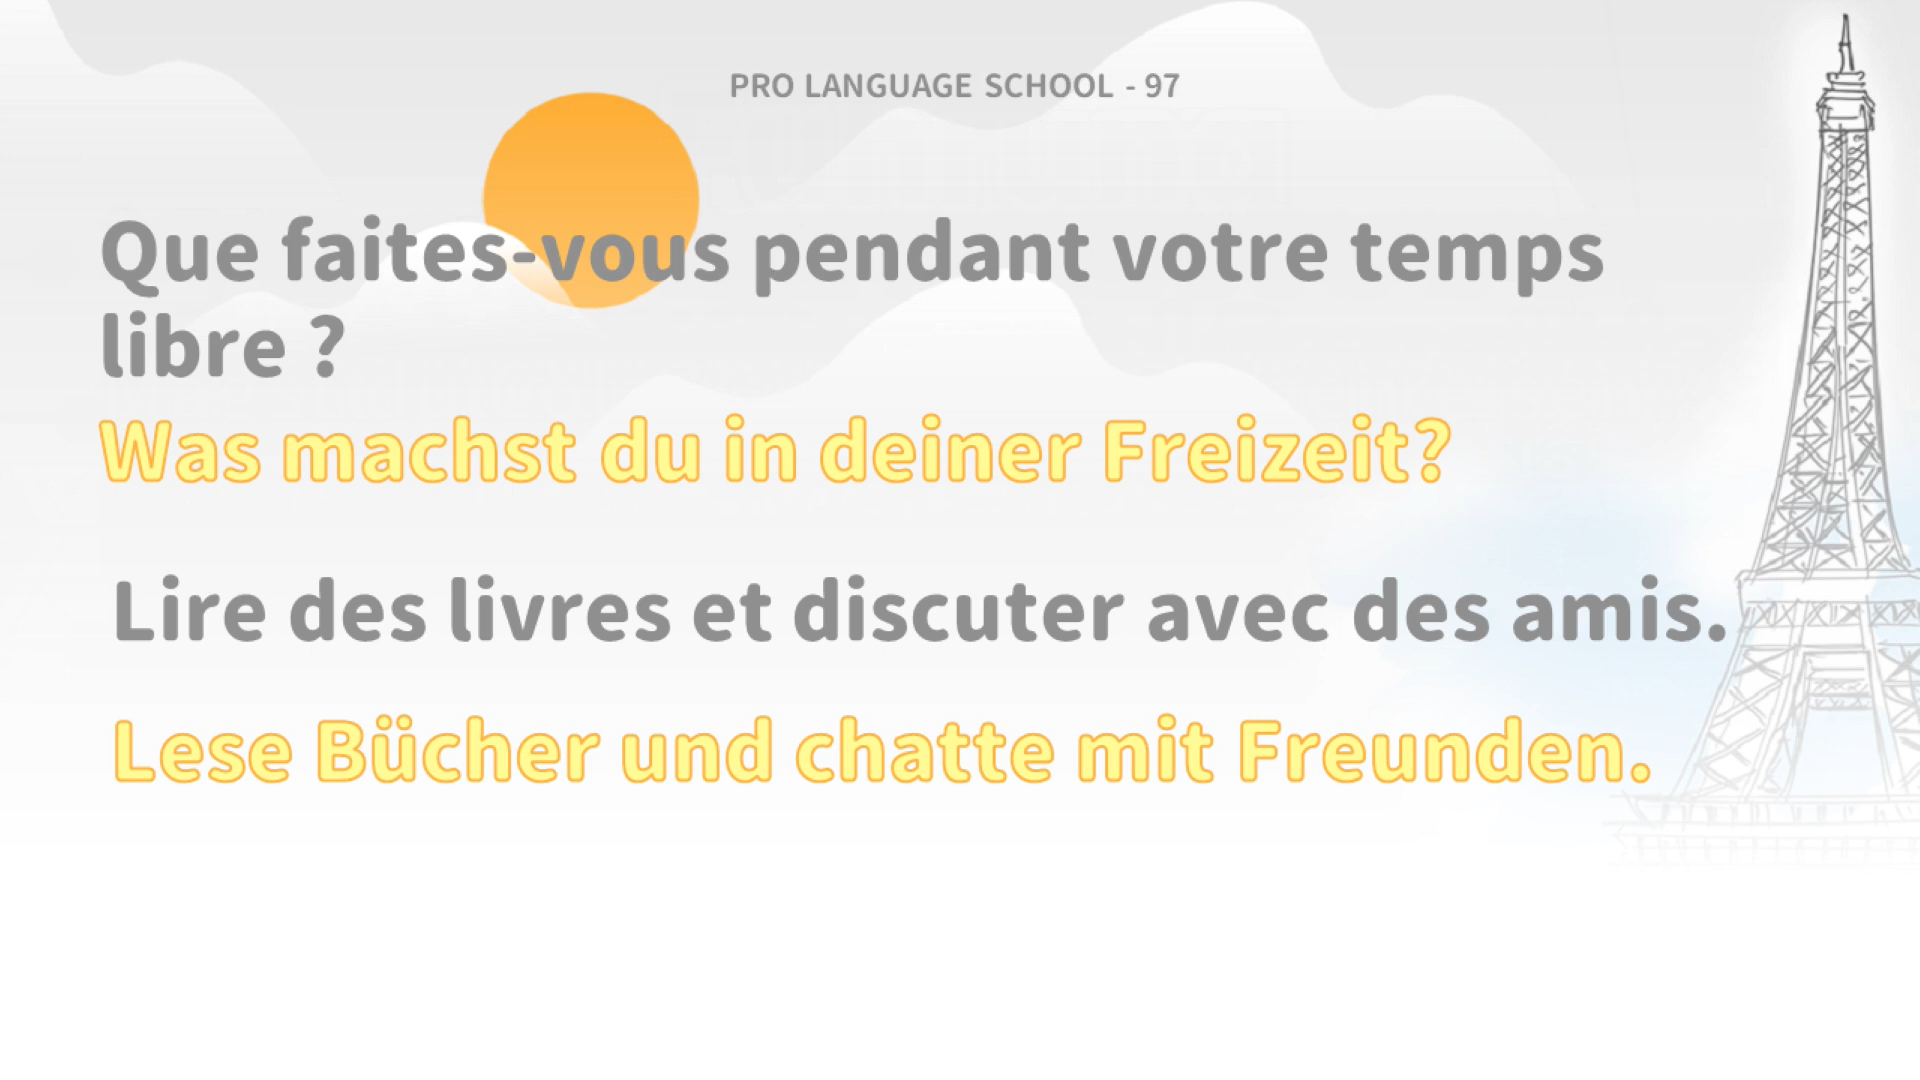 PRO LANGUAGE SCHOOL - 97
Que faites-vous pendant votre temps
libre ?
Was machst du in deiner Freizeit?
Lire des livres et discuter avec des amis.
Lese Bücher und chatte mit Freunden.